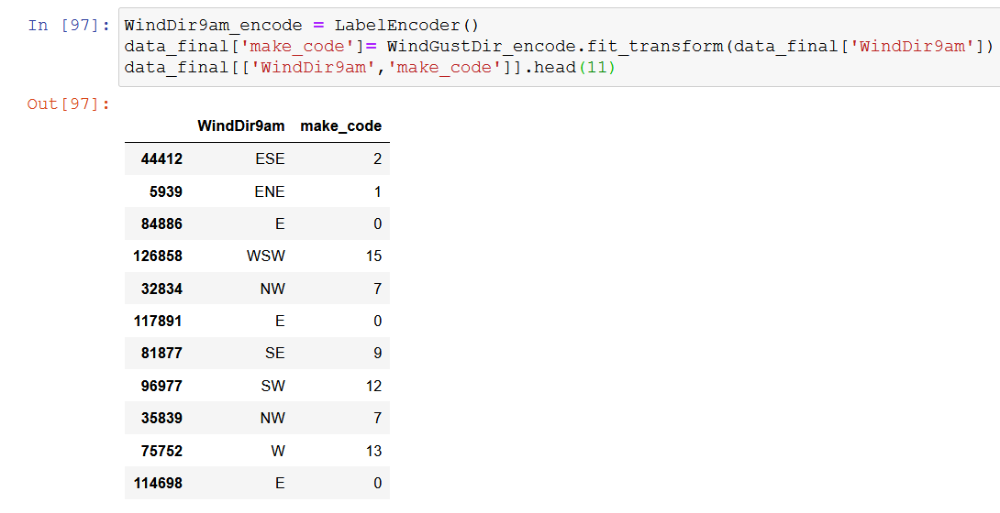 In [97]: WindDir9am_encode = LabelEncoder()
data_final['make_code']= WindGustDir_encode.fit_transform(data_final['WindDir9am'])
data_final[['WindDir9am','make_code']].head(11)
Out[97]:
WindDir9am make_code
44412 ESE 2
5939 ENE 1
84886 E 0
126858 WSW 15
32834 NW 7
117891 E 0
81877 SE 9
96977 SW 12
35839 NW 7
75752 W 13
114698 E 0